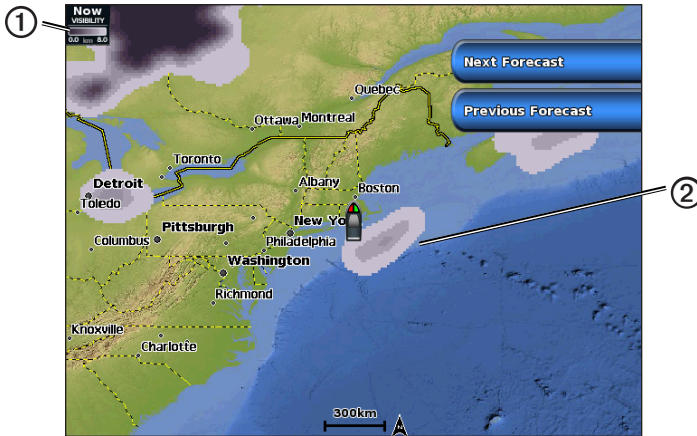 ①
Now
VISIBILITY
0.0 km 8.0
Next Forecast
Previous Forecast
Quebec
Ottawa
Montreal
Toronto
Detroit
Toledo
Albany
Boston
②
New Yo
Pittsburgh
Columbus
Philadelphia
Washington
Richmond
Knoxville
Charlotte
300km
N